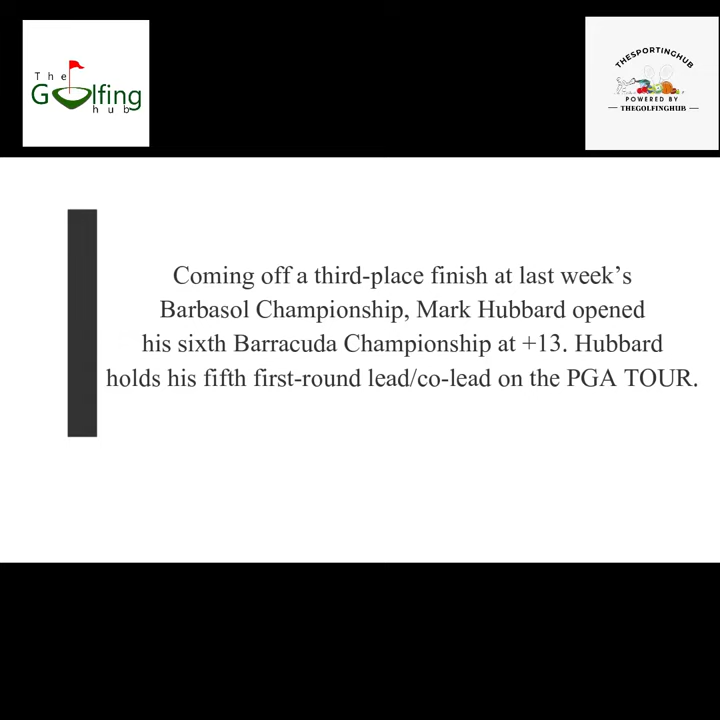 The
Golfing
hub
THESPORTINGHUB
POWERED BY
THEGOLFINGHUB
Coming off a third-place finish at last week’s
Barbasol Championship, Mark Hubbard opened
his sixth Barracuda Championship at +13. Hubbard
holds his fifth first-round lead/co-lead on the PGA TOUR.